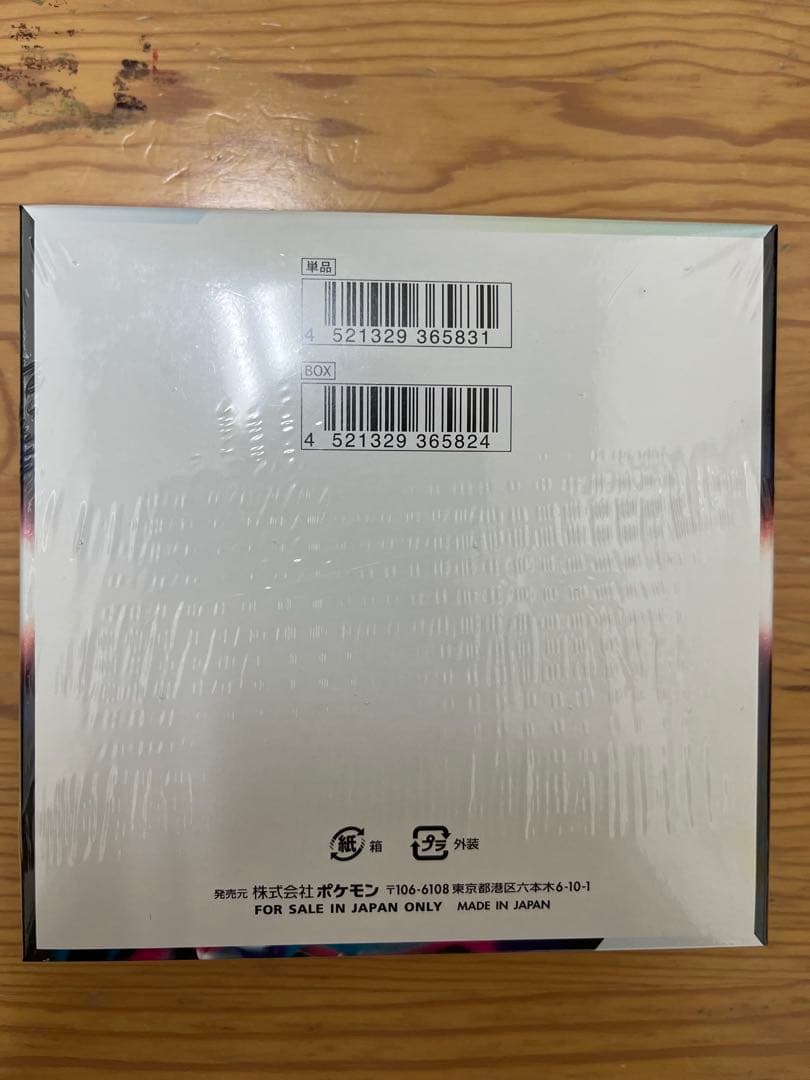 単品
4 521329 365831
BOX
4 521329 365824
紙 箱 プラ 外装
発売元 株式会社ポケモン 〒106-6108 東京都港区六本木6-10-1
FOR SALE IN JAPAN ONLY MADE IN JAPAN